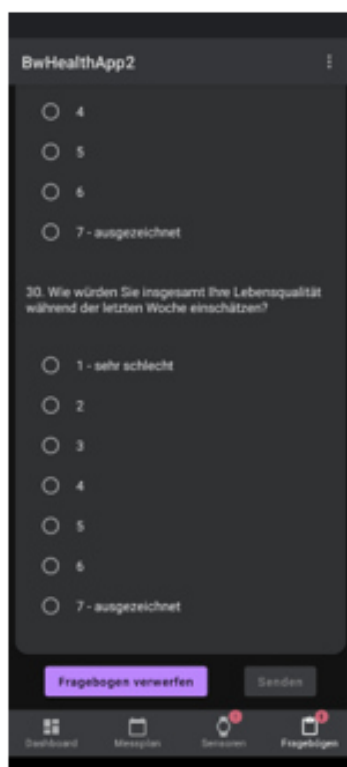 BwHealthApp2
4
5
6
7 - ausgezeichnet
30. Wie würden Sie insgesamt Ihre Lebensqualität
während der letzten Woche einschätzen?
1 - sehr schlecht
2
3
4
5
6
7 - ausgezeichnet
Fragebogen verwerfen
Senden
Dashboard
Messplan
Sensoren
Fragebögen